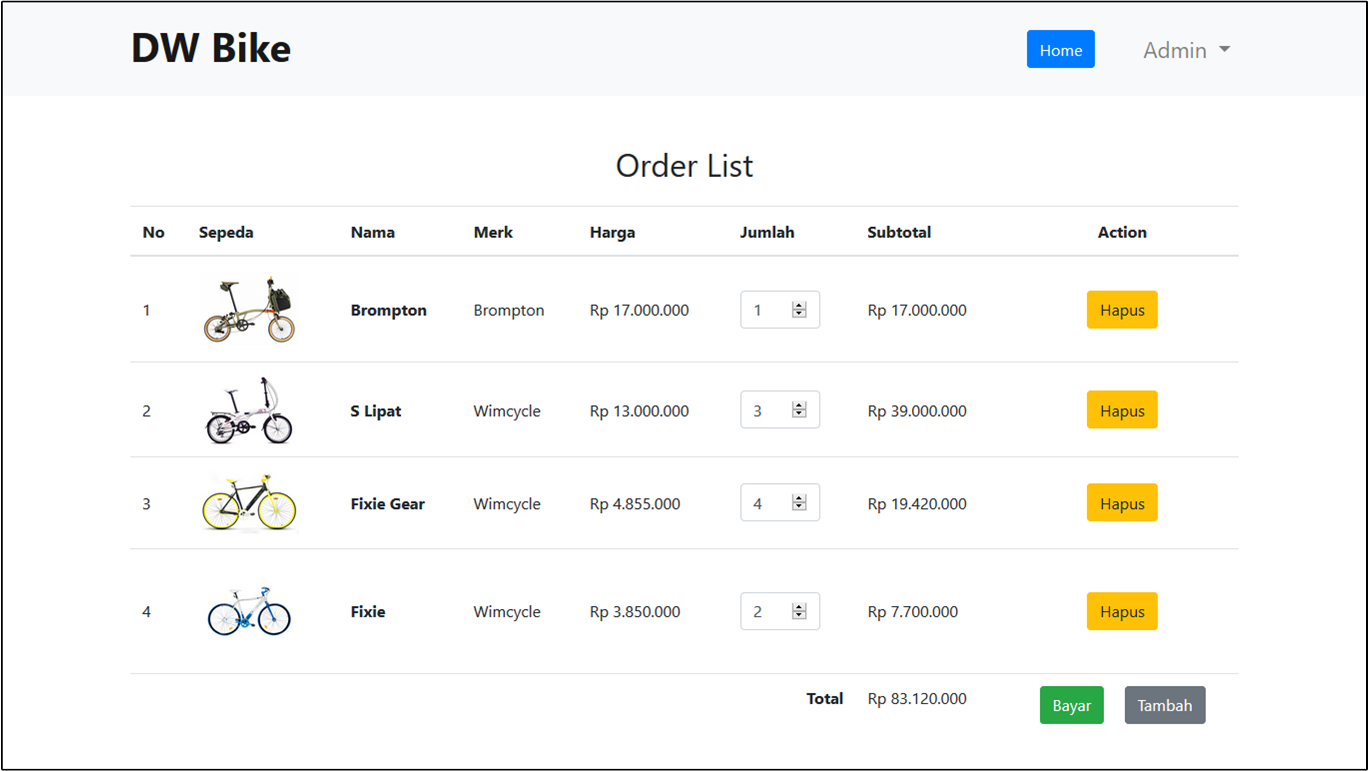 DW Bike Home Admin
Order List
No Sepeda Nama Merk Harga Jumlah Subtotal Action
1 Brompton Brompton Rp 17.000.000 1 Rp 17.000.000 Hapus
2 S Lipat Wimcycle Rp 13.000.000 3 Rp 39.000.000 Hapus
3 Fixie Gear Wimcycle Rp 4.855.000 4 Rp 19.420.000 Hapus
4 Fixie Wimcycle Rp 3.850.000 2 Rp 7.700.000 Hapus
Total Rp 83.120.000 Bayar Tambah